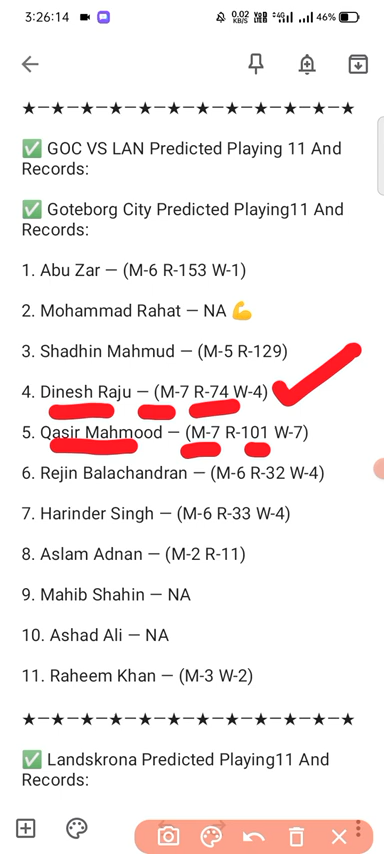 3:26:14 0.02 KB/S 4G 46%
★—★—★—★—★—★—★—★—★—★—★—★
✅ GOC VS LAN Predicted Playing 11 And
Records:
✅ Goteborg City Predicted Playing11 And
Records:
1. Abu Zar — (M-6 R-153 W-1)
2. Mohammad Rahat — NA 💪
3. Shadhin Mahmud — (M-5 R-129)
4. Dinesh Raju — (M-7 R-74 W-4)
5. Qasir Mahmood — (M-7 R-101 W-7)
6. Rejin Balachandran — (M-6 R-32 W-4)
7. Harinder Singh — (M-6 R-33 W-4)
8. Aslam Adnan — (M-2 R-11)
9. Mahib Shahin — NA
10. Ashad Ali — NA
11. Raheem Khan — (M-3 W-2)
★—★—★—★—★—★—★—★—★—★—★—★
✅ Landskrona Predicted Playing11 And
Records: